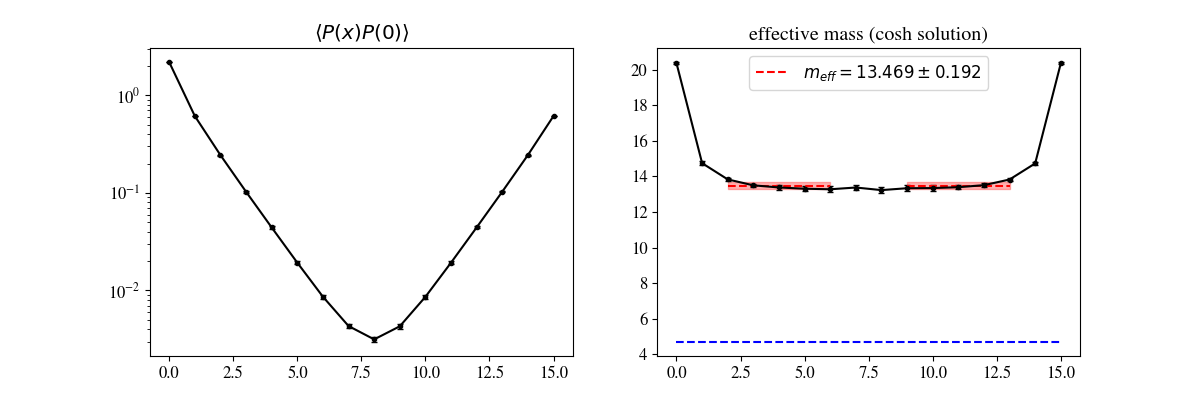 ⟨P(x)P(0)⟩
10⁰
10⁻¹
10⁻²
0.0 2.5 5.0 7.5 10.0 12.5 15.0
effective mass (cosh solution)
m_eff = 13.469 ± 0.192
20
18
16
14
12
10
8
6
4
0.0 2.5 5.0 7.5 10.0 12.5 15.0